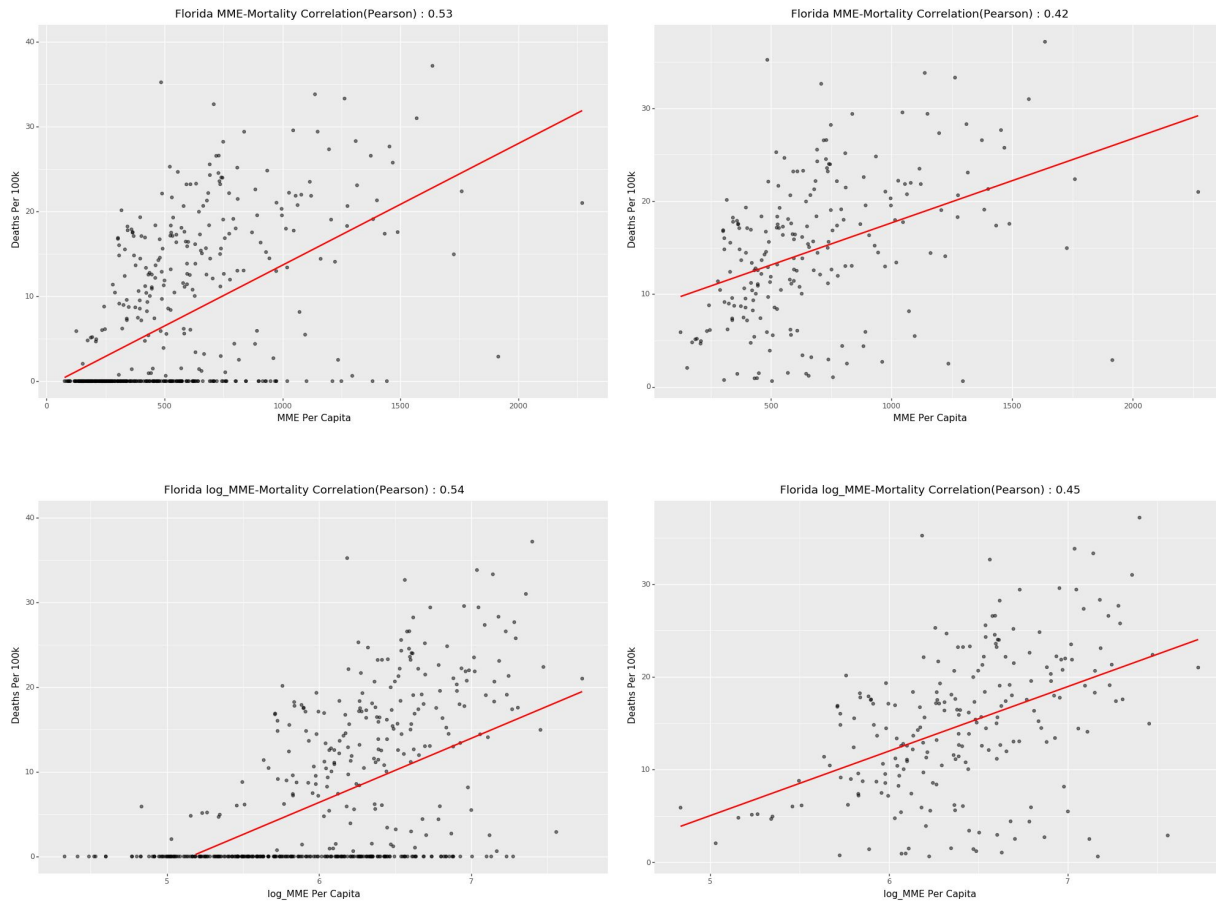 Florida MME-Mortality Correlation(Pearson) : 0.53
Deaths Per 100k
40
30
20
10
0
0 500 1000 1500 2000
MME Per Capita
Florida MME-Mortality Correlation(Pearson) : 0.42
Deaths Per 100k
30
20
10
0
500 1000 1500 2000
MME Per Capita
Florida log_MME-Mortality Correlation(Pearson) : 0.54
Deaths Per 100k
40
30
20
10
0
5 6 7
log_MME Per Capita
Florida log_MME-Mortality Correlation(Pearson) : 0.45
Deaths Per 100k
30
20
10
0
5 6 7
log_MME Per Capita